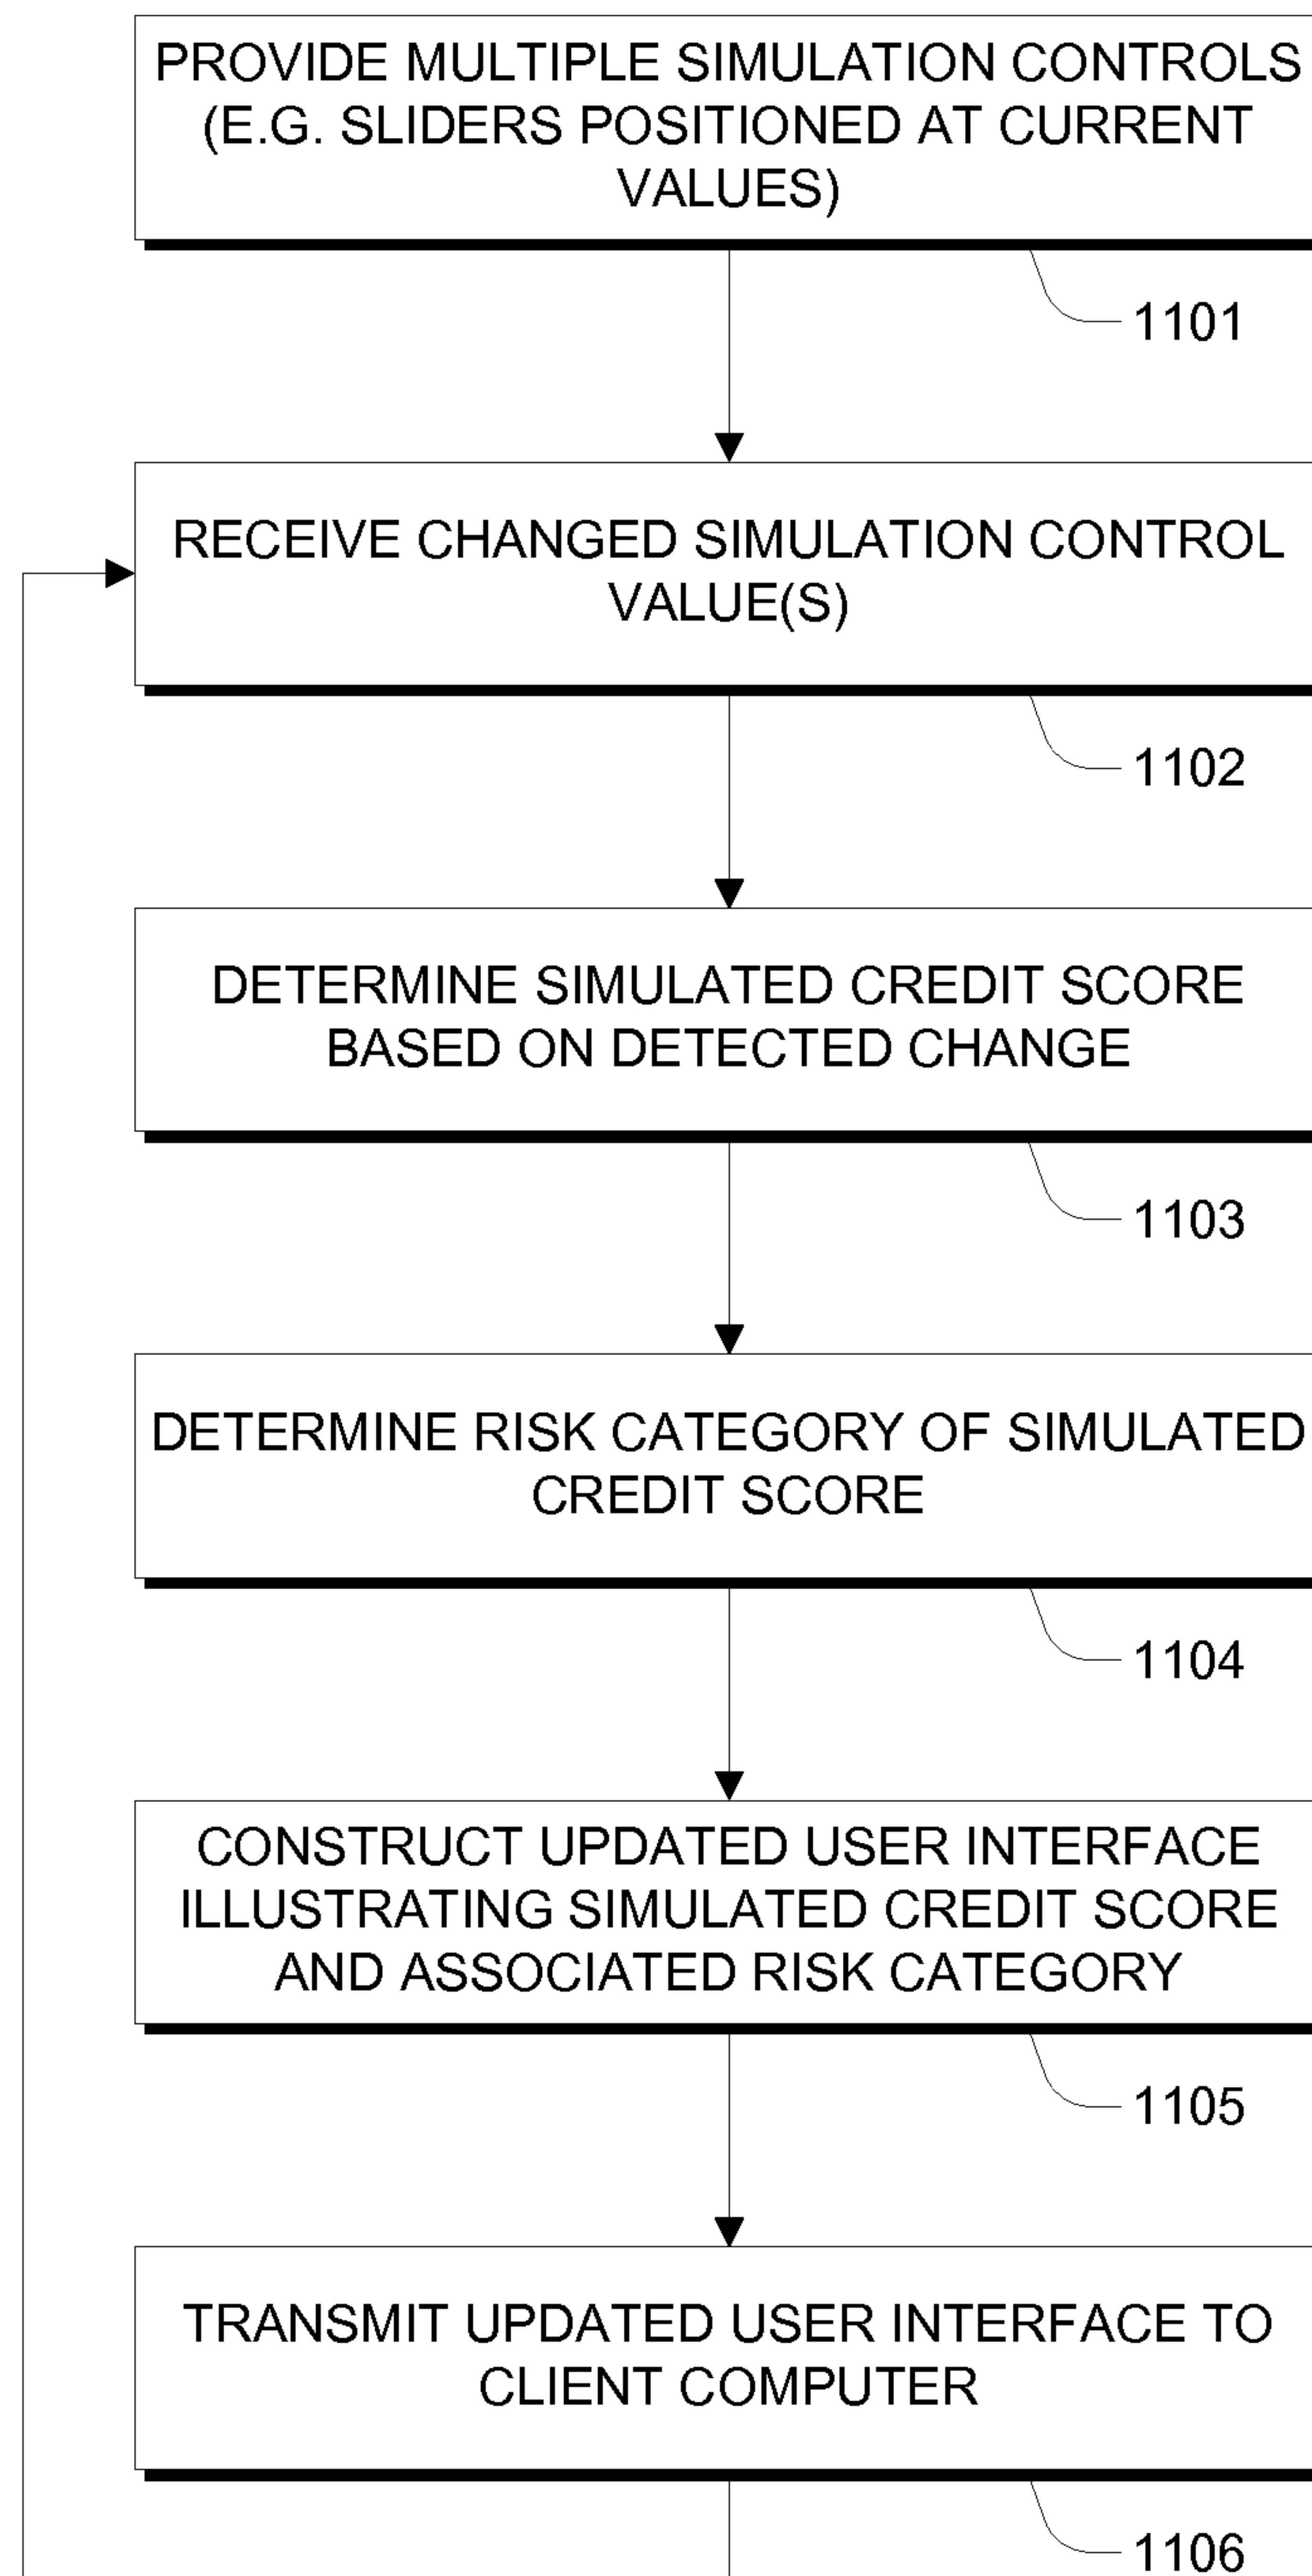 PROVIDE MULTIPLE SIMULATION CONTROLS
(E.G. SLIDERS POSITIONED AT CURRENT
VALUES)
1101
RECEIVE CHANGED SIMULATION CONTROL
VALUE(S)
1102
DETERMINE SIMULATED CREDIT SCORE
BASED ON DETECTED CHANGE
1103
DETERMINE RISK CATEGORY OF SIMULATED
CREDIT SCORE
1104
CONSTRUCT UPDATED USER INTERFACE
ILLUSTRATING SIMULATED CREDIT SCORE
AND ASSOCIATED RISK CATEGORY
1105
TRANSMIT UPDATED USER INTERFACE TO
CLIENT COMPUTER
1106